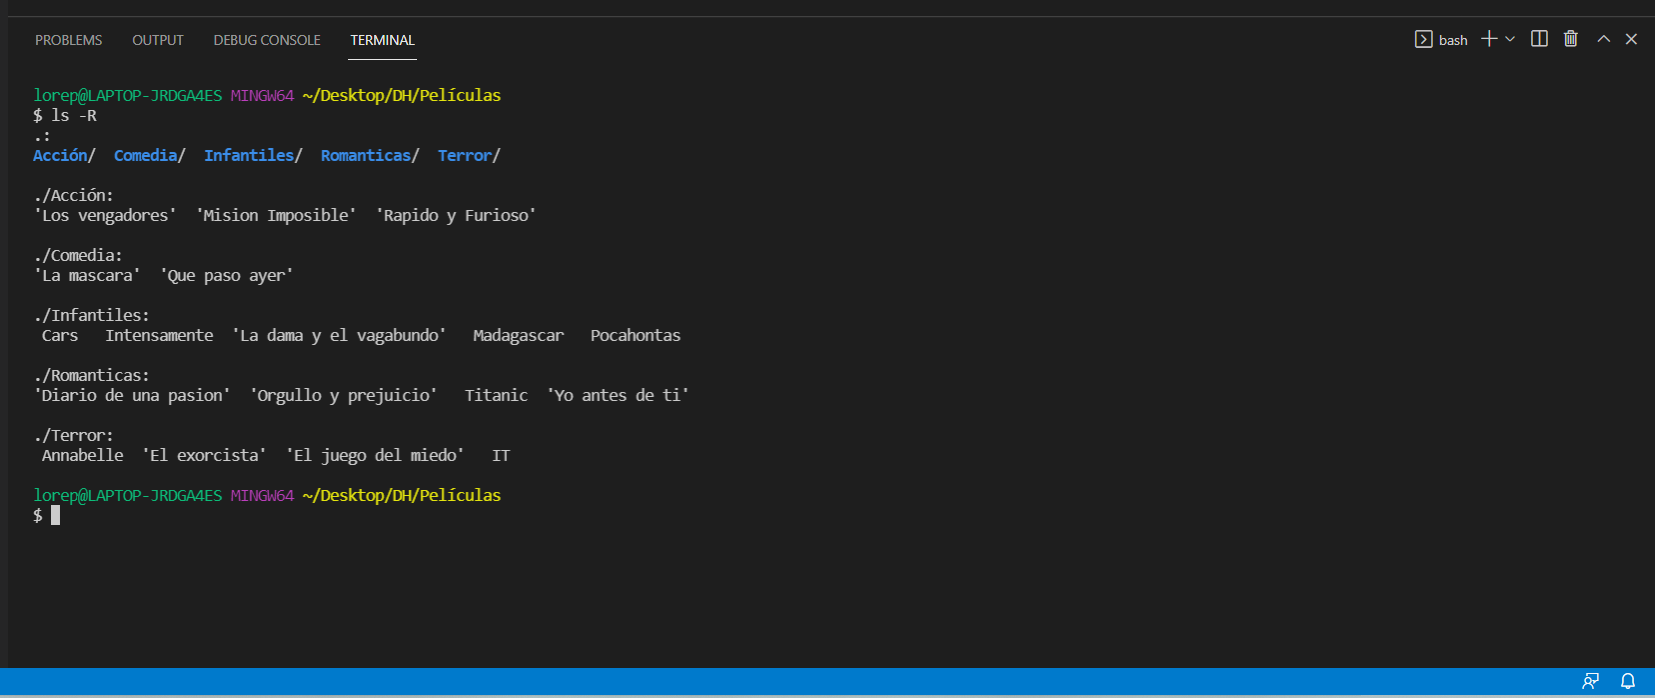 PROBLEMS OUTPUT DEBUG CONSOLE TERMINAL bash
lorep@LAPTOP-JRDGA4ES MINGW64 ~/Desktop/DH/Películas
$ ls -R
.:
Acción/  Comedia/  Infantiles/  Romanticas/  Terror/
./Acción:
'Los vengadores'  'Mision Imposible'  'Rapido y Furioso'
./Comedia:
'La mascara'  'Que paso ayer'
./Infantiles:
Cars   Intensamente  'La dama y el vagabundo'   Madagascar   Pocahontas
./Romanticas:
'Diario de una pasion'  'Orgullo y prejuicio'   Titanic  'Yo antes de ti'
./Terror:
Annabelle  'El exorcista'  'El juego del miedo'   IT
lorep@LAPTOP-JRDGA4ES MINGW64 ~/Desktop/DH/Películas
$